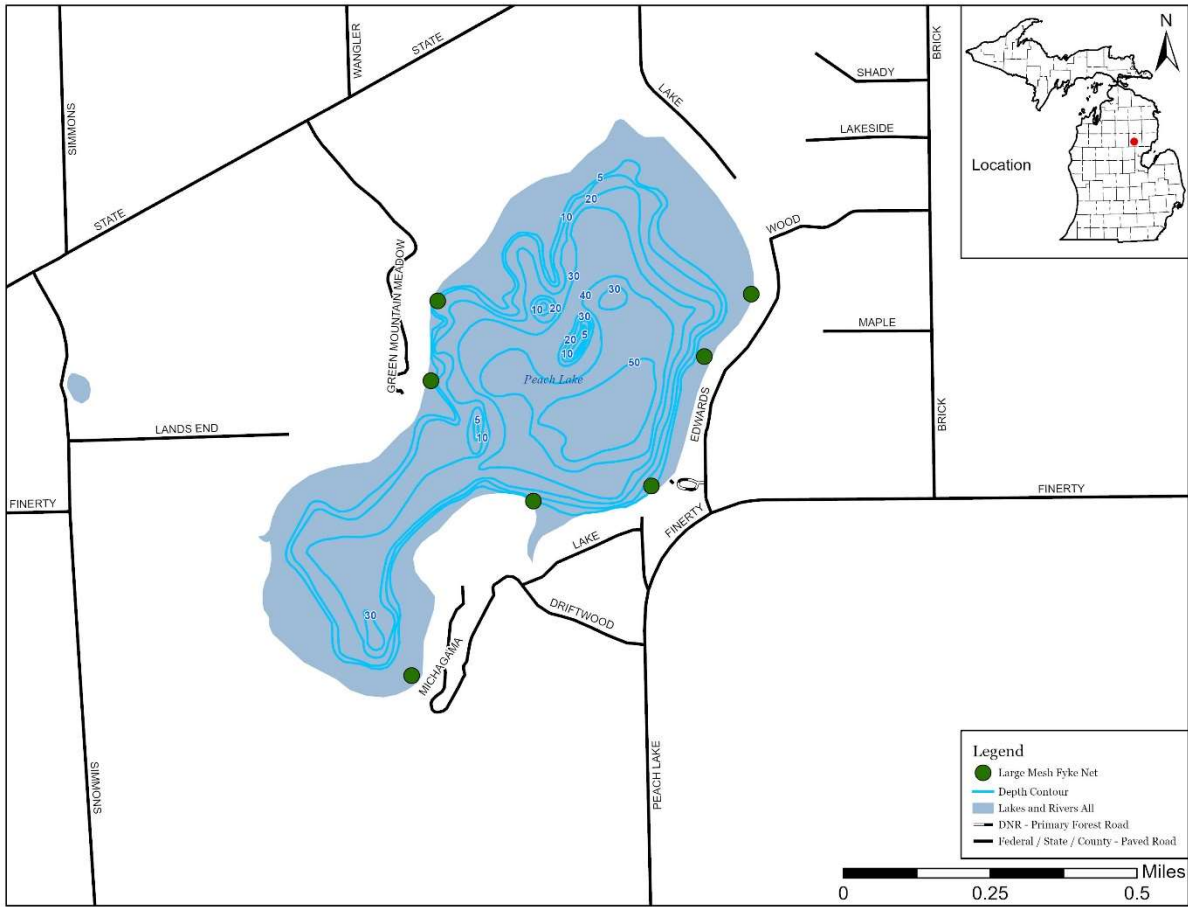 SIMMONS
WANGLER
STATE
LAKE
SHADY
BRICK
LAKESIDE
N
Location
STATE
5
20
10
WOOD
GREEN MOUNTAIN MEADOW
30
40
30
10
20
30
5
20
10
50
MAPLE
Peach Lake
EDWARDS
BRICK
5
10
LANDS END
FINERTY
FINERTY
FINERTY
LAKE
DRIFTWOOD
30
MICHAGAMA
SIMMONS
PEACH LAKE
Legend
Large Mesh Fyke Net
Depth Contour
Lakes and Rivers All
DNR - Primary Forest Road
Federal / State / County - Paved Road
Miles
0
0.25
0.5